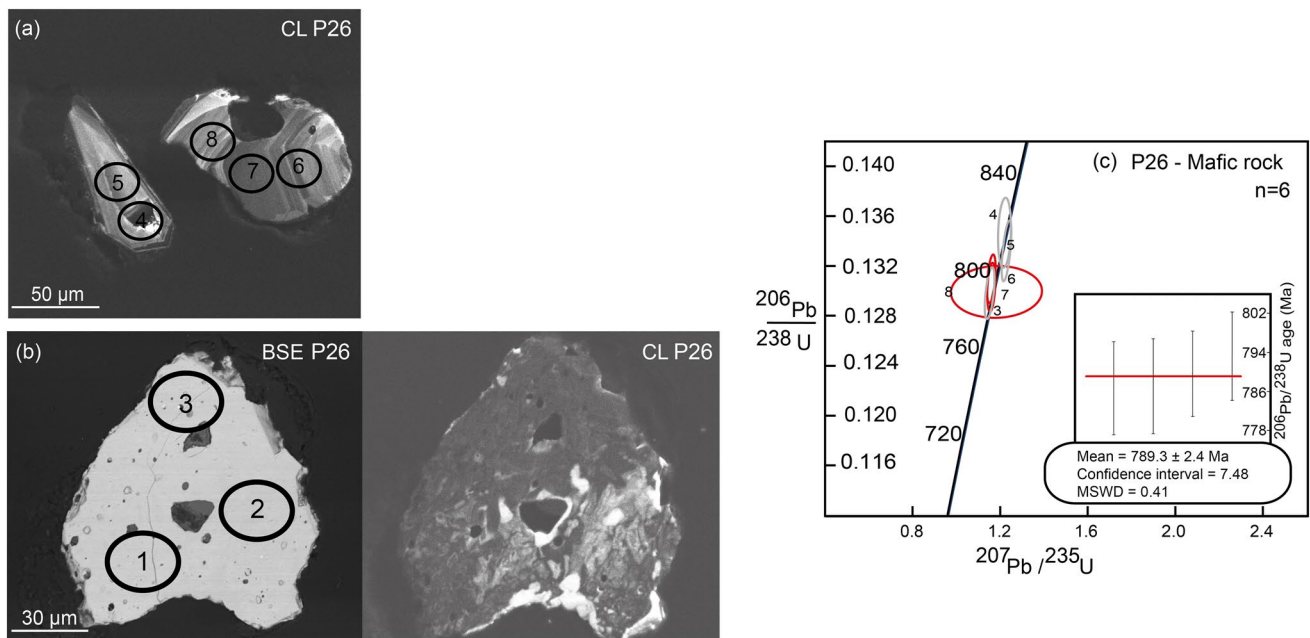 (a) CL P26
8
7
6
5
4
50 µm
(b) BSE P26
CL P26
3
2
1
30 µm
(c) P26 - Mafic rock
n=6
0.140
0.136
0.132
0.128
0.124
0.120
0.116
206Pb
238 U
840
800
760
720
4
5
6
8
7
3
802
794
786
778
206Pb/238U age (Ma)
Mean = 789.3 ± 2.4 Ma
Confidence interval = 7.48
MSWD = 0.41
0.8 1.2 1.6 2.0 2.4
207Pb /235U